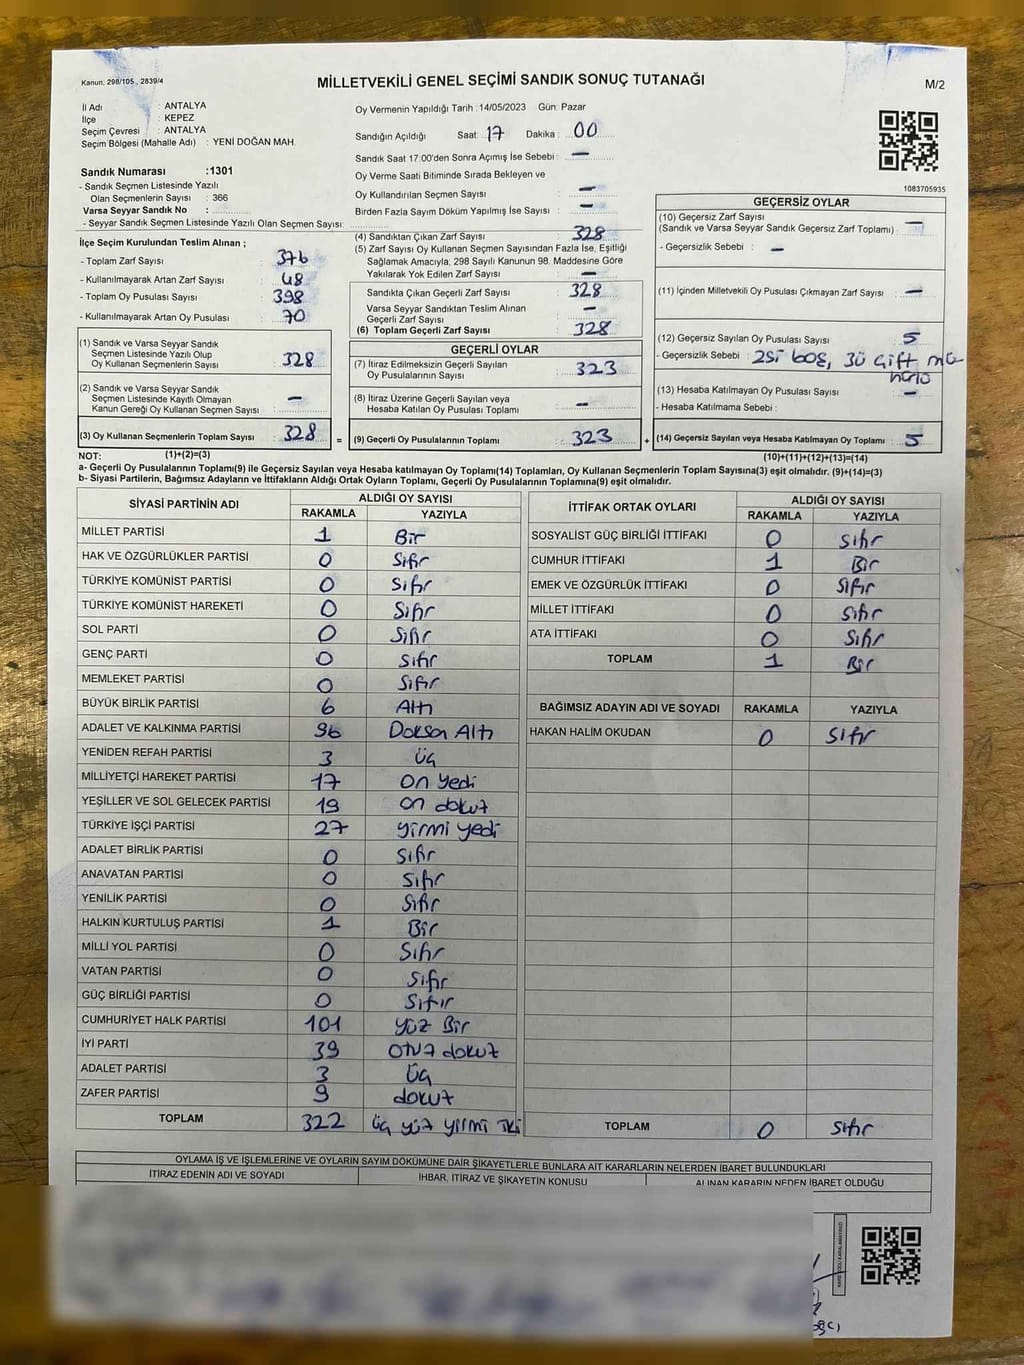 Kanun: 298/105., 2839/4
MİLLETVEKİLİ GENEL SEÇİMİ SANDIK SONUÇ TUTANAĞI
M/2
İl Adı : ANTALYA
İlçe : KEPEZ
Seçim Çevresi : ANTALYA
Seçim Bölgesi (Mahalle Adı) : YENİ DOĞAN MAH.
Oy Vermenin Yapıldığı Tarih : 14/05/2023 Gün: Pazar
Sandığın Açıldığı Saat: 17 Dakika : 00
Sandık Saat 17:00'den Sonra Açımış İse Sebebi : –
Oy Verme Saati Bitiminde Sırada Bekleyen ve
Oy Kullandırılan Seçmen Sayısı –
Birden Fazla Sayım Döküm Yapılmış İse Sayısı : –
Sandık Numarası :1301
- Sandık Seçmen Listesinde Yazılı
Olan Seçmenlerin Sayısı : 366
Varsa Seyyar Sandık No :
- Seyyar Sandık Seçmen Listesinde Yazılı Olan Seçmen Sayısı:
1083705935
İlçe Seçim Kurulundan Teslim Alınan ;
- Toplam Zarf Sayısı : 376
- Kullanılmayarak Artan Zarf Sayısı : 48
- Toplam Oy Pusulası Sayısı : 398
- Kullanılmayarak Artan Oy Pusulası : 70
(4) Sandıktan Çıkan Zarf Sayısı : 328
(5) Zarf Sayısı Oy Kullanan Seçmen Sayısından Fazla İse, Eşitliği
Sağlamak Amacıyla, 298 Sayılı Kanunun 98. Maddesine Göre
Yakılarak Yok Edilen Zarf Sayısı : –
Sandıkta Çıkan Geçerli Zarf Sayısı : 328
Varsa Seyyar Sandıktan Teslim Alınan
Geçerli Zarf Sayısı : –
(6) Toplam Geçerli Zarf Sayısı : 328
GEÇERSİZ OYLAR
(10) Geçersiz Zarf Sayısı –
(Sandık ve Varsa Seyyar Sandık Geçersiz Zarf Toplamı) :
- Geçersizlik Sebebi : –
(11) İçinden Milletvekili Oy Pusulası Çıkmayan Zarf Sayısı : –
(12) Geçersiz Sayılan Oy Pusulası Sayısı : 5
- Geçersizlik Sebebi : 2si boş, 3ü çift mü
hürlü
(13) Hesaba Katılmayan Oy Pusulası Sayısı : –
- Hesaba Katılmama Sebebi :
(14) Geçersiz Sayılan veya Hesaba Katılmayan Oy Toplamı : 5
(10)+(11)+(12)+(13)=(14)
(1) Sandık ve Varsa Seyyar Sandık
Seçmen Listesinde Yazılı Olup
Oy Kullanan Seçmenlerin Sayısı : 328
(2) Sandık ve Varsa Seyyar Sandık
Seçmen Listesinde Kayıtlı Olmayan
Kanun Gereği Oy Kullanan Seçmen Sayısı : –
(3) Oy Kullanan Seçmenlerin Toplam Sayısı : 328 =
(1)+(2)=(3)
GEÇERLİ OYLAR
(7) İtiraz Edilmeksizin Geçerli Sayılan
Oy Pusulalarının Sayısı : 323
(8) İtiraz Üzerine Geçerli Sayılan veya
Hesaba Katılan Oy Pusulası Toplamı : –
(9) Geçerli Oy Pusulalarının Toplamı : 323 +
NOT:
a- Geçerli Oy Pusulalarının Toplamı(9) ile Geçersiz Sayılan veya Hesaba katılmayan Oy Toplamı(14) Toplamları, Oy Kullanan Seçmenlerin Toplam Sayısına(3) eşit olmalıdır. (9)+(14)=(3)
b- Siyasi Partilerin, Bağımsız Adayların ve İttifakların Aldığı Ortak Oyların Toplamı, Geçerli Oy Pusulalarının Toplamına(9) eşit olmalıdır.
SİYASİ PARTİNİN ADI ALDIĞI OY SAYISI
RAKAMLA YAZIYLA
MİLLET PARTİSİ 1 Bir
HAK VE ÖZGÜRLÜKLER PARTİSİ 0 Sıfır
TÜRKİYE KOMÜNİST PARTİSİ 0 Sıfır
TÜRKİYE KOMÜNİST HAREKETİ 0 Sıfır
SOL PARTİ 0 Sıfır
GENÇ PARTİ 0 Sıfır
MEMLEKET PARTİSİ 0 Sıfır
BÜYÜK BİRLİK PARTİSİ 6 Altı
ADALET VE KALKINMA PARTİSİ 96 Doksan Altı
YENİDEN REFAH PARTİSİ 3 üç
MİLLİYETÇİ HAREKET PARTİSİ 17 on yedi
YEŞİLLER VE SOL GELECEK PARTİSİ 19 on dokuz
TÜRKİYE İŞÇİ PARTİSİ 27 yirmi yedi
ADALET BİRLİK PARTİSİ 0 Sıfır
ANAVATAN PARTİSİ 0 Sıfır
YENİLİK PARTİSİ 0 Sıfır
HALKIN KURTULUŞ PARTİSİ 1 Bir
MİLLİ YOL PARTİSİ 0 Sıfır
VATAN PARTİSİ 0 Sıfır
GÜÇ BİRLİĞİ PARTİSİ 0 Sıfır
CUMHURİYET HALK PARTİSİ 101 yüz Bir
İYİ PARTİ 39 otuz dokuz
ADALET PARTİSİ 3 üç
ZAFER PARTİSİ 9 dokuz
TOPLAM 322 üç yüz yirmi iki
İTTİFAK ORTAK OYLARI ALDIĞI OY SAYISI
RAKAMLA YAZIYLA
SOSYALİST GÜÇ BİRLİĞİ İTTİFAKI 0 Sıfır
CUMHUR İTTİFAKI 1 Bir
EMEK VE ÖZGÜRLÜK İTTİFAKI 0 Sıfır
MİLLET İTTİFAKI 0 Sıfır
ATA İTTİFAKI 0 Sıfır
TOPLAM 1 Bir
BAĞIMSIZ ADAYIN ADI VE SOYADI RAKAMLA YAZIYLA
HAKAN HALİM OKUDAN 0 Sıfır
TOPLAM 0 Sıfır
OYLAMA İŞ VE İŞLEMLERİNE VE OYLARIN SAYIM DÖKÜMÜNE DAİR ŞİKAYETLERLE BUNLARA AİT KARARLARIN NELERDEN İBARET BULUNDUKLARI
İTİRAZ EDENİN ADI VE SOYADI İHBAR, İTİRAZ VE ŞİKAYETİN KONUSU ALINAN KARARIN NEDEN İBARET OLDUĞU